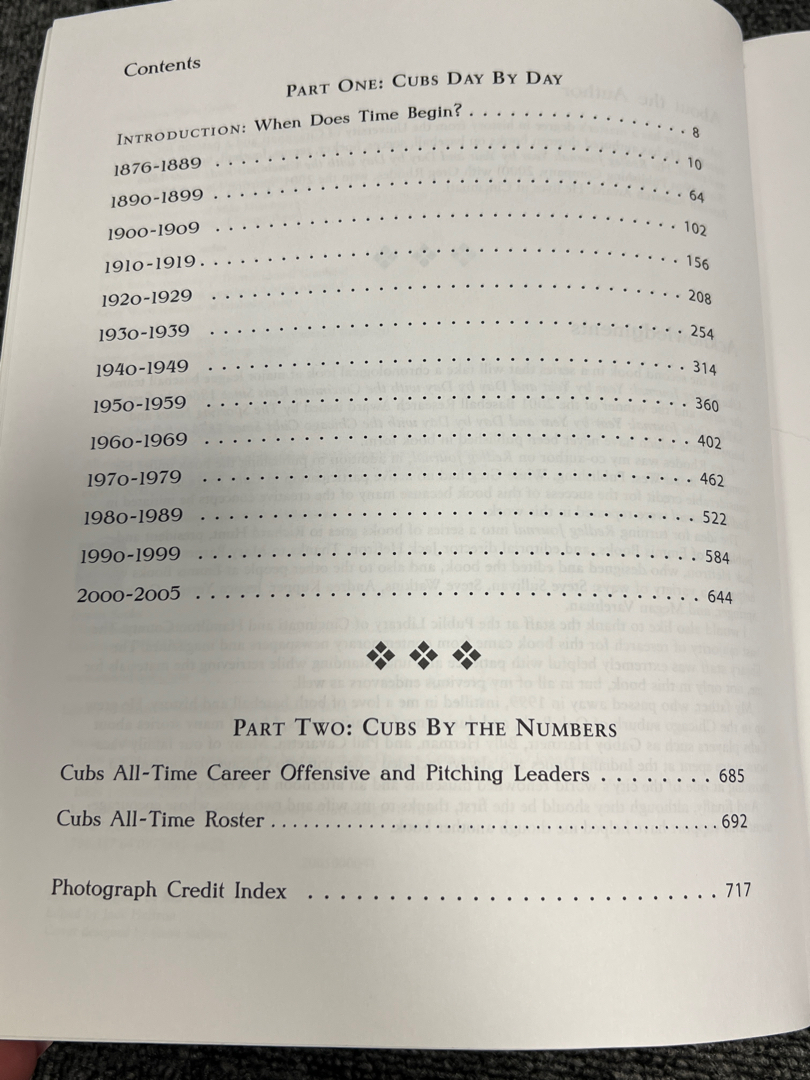 Contents
PART ONE: CUBS DAY BY DAY
INTRODUCTION: When Does Time Begin? . . . . . . . . . . . . . . . . . 8
1876-1889 . . . . . . . . . . . . . . . . . . . . . . . . . . . . . . . . . . 10
1890-1899 . . . . . . . . . . . . . . . . . . . . . . . . . . . . . . . . . . 64
1900-1909 . . . . . . . . . . . . . . . . . . . . . . . . . . . . . . . . . . 102
1910-1919 . . . . . . . . . . . . . . . . . . . . . . . . . . . . . . . . . . 156
1920-1929 . . . . . . . . . . . . . . . . . . . . . . . . . . . . . . . . . . 208
1930-1939 . . . . . . . . . . . . . . . . . . . . . . . . . . . . . . . . . . 254
1940-1949 . . . . . . . . . . . . . . . . . . . . . . . . . . . . . . . . . . 314
1950-1959 . . . . . . . . . . . . . . . . . . . . . . . . . . . . . . . . . . 360
1960-1969 . . . . . . . . . . . . . . . . . . . . . . . . . . . . . . . . . . 402
1970-1979 . . . . . . . . . . . . . . . . . . . . . . . . . . . . . . . . . . 462
1980-1989 . . . . . . . . . . . . . . . . . . . . . . . . . . . . . . . . . . 522
1990-1999 . . . . . . . . . . . . . . . . . . . . . . . . . . . . . . . . . . 584
2000-2005 . . . . . . . . . . . . . . . . . . . . . . . . . . . . . . . . . . 644
PART TWO: CUBS BY THE NUMBERS
Cubs All-Time Career Offensive and Pitching Leaders . . . . . . . . 685
Cubs All-Time Roster . . . . . . . . . . . . . . . . . . . . . . . . . . . . . . . . . . 692
Photograph Credit Index . . . . . . . . . . . . . . . . . . . . . . . . . . 717